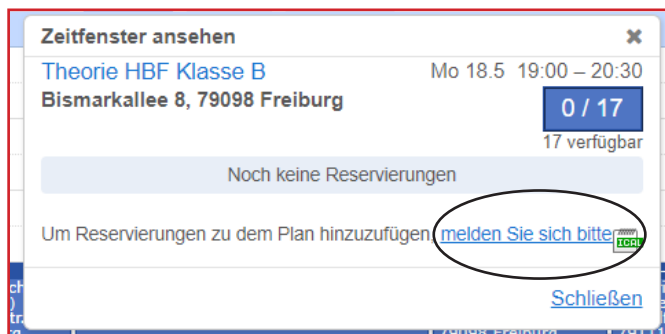 Zeitfenster ansehen
Theorie HBF Klasse B Mo 18.5 19:00 – 20:30
Bismarkallee 8, 79098 Freiburg
0 / 17
17 verfügbar
Noch keine Reservierungen
Um Reservierungen zu dem Plan hinzuzufügen, melden Sie sich bitte
ICAL
Schließen